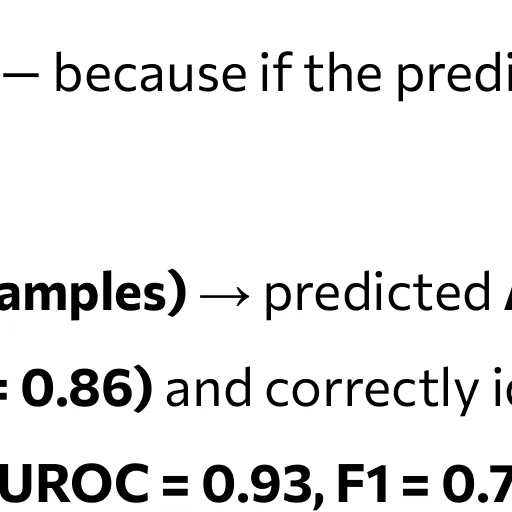 — because if the predi
amples) → predicted
= 0.86) and correctly
UROC = 0.93, F1 = 0.7